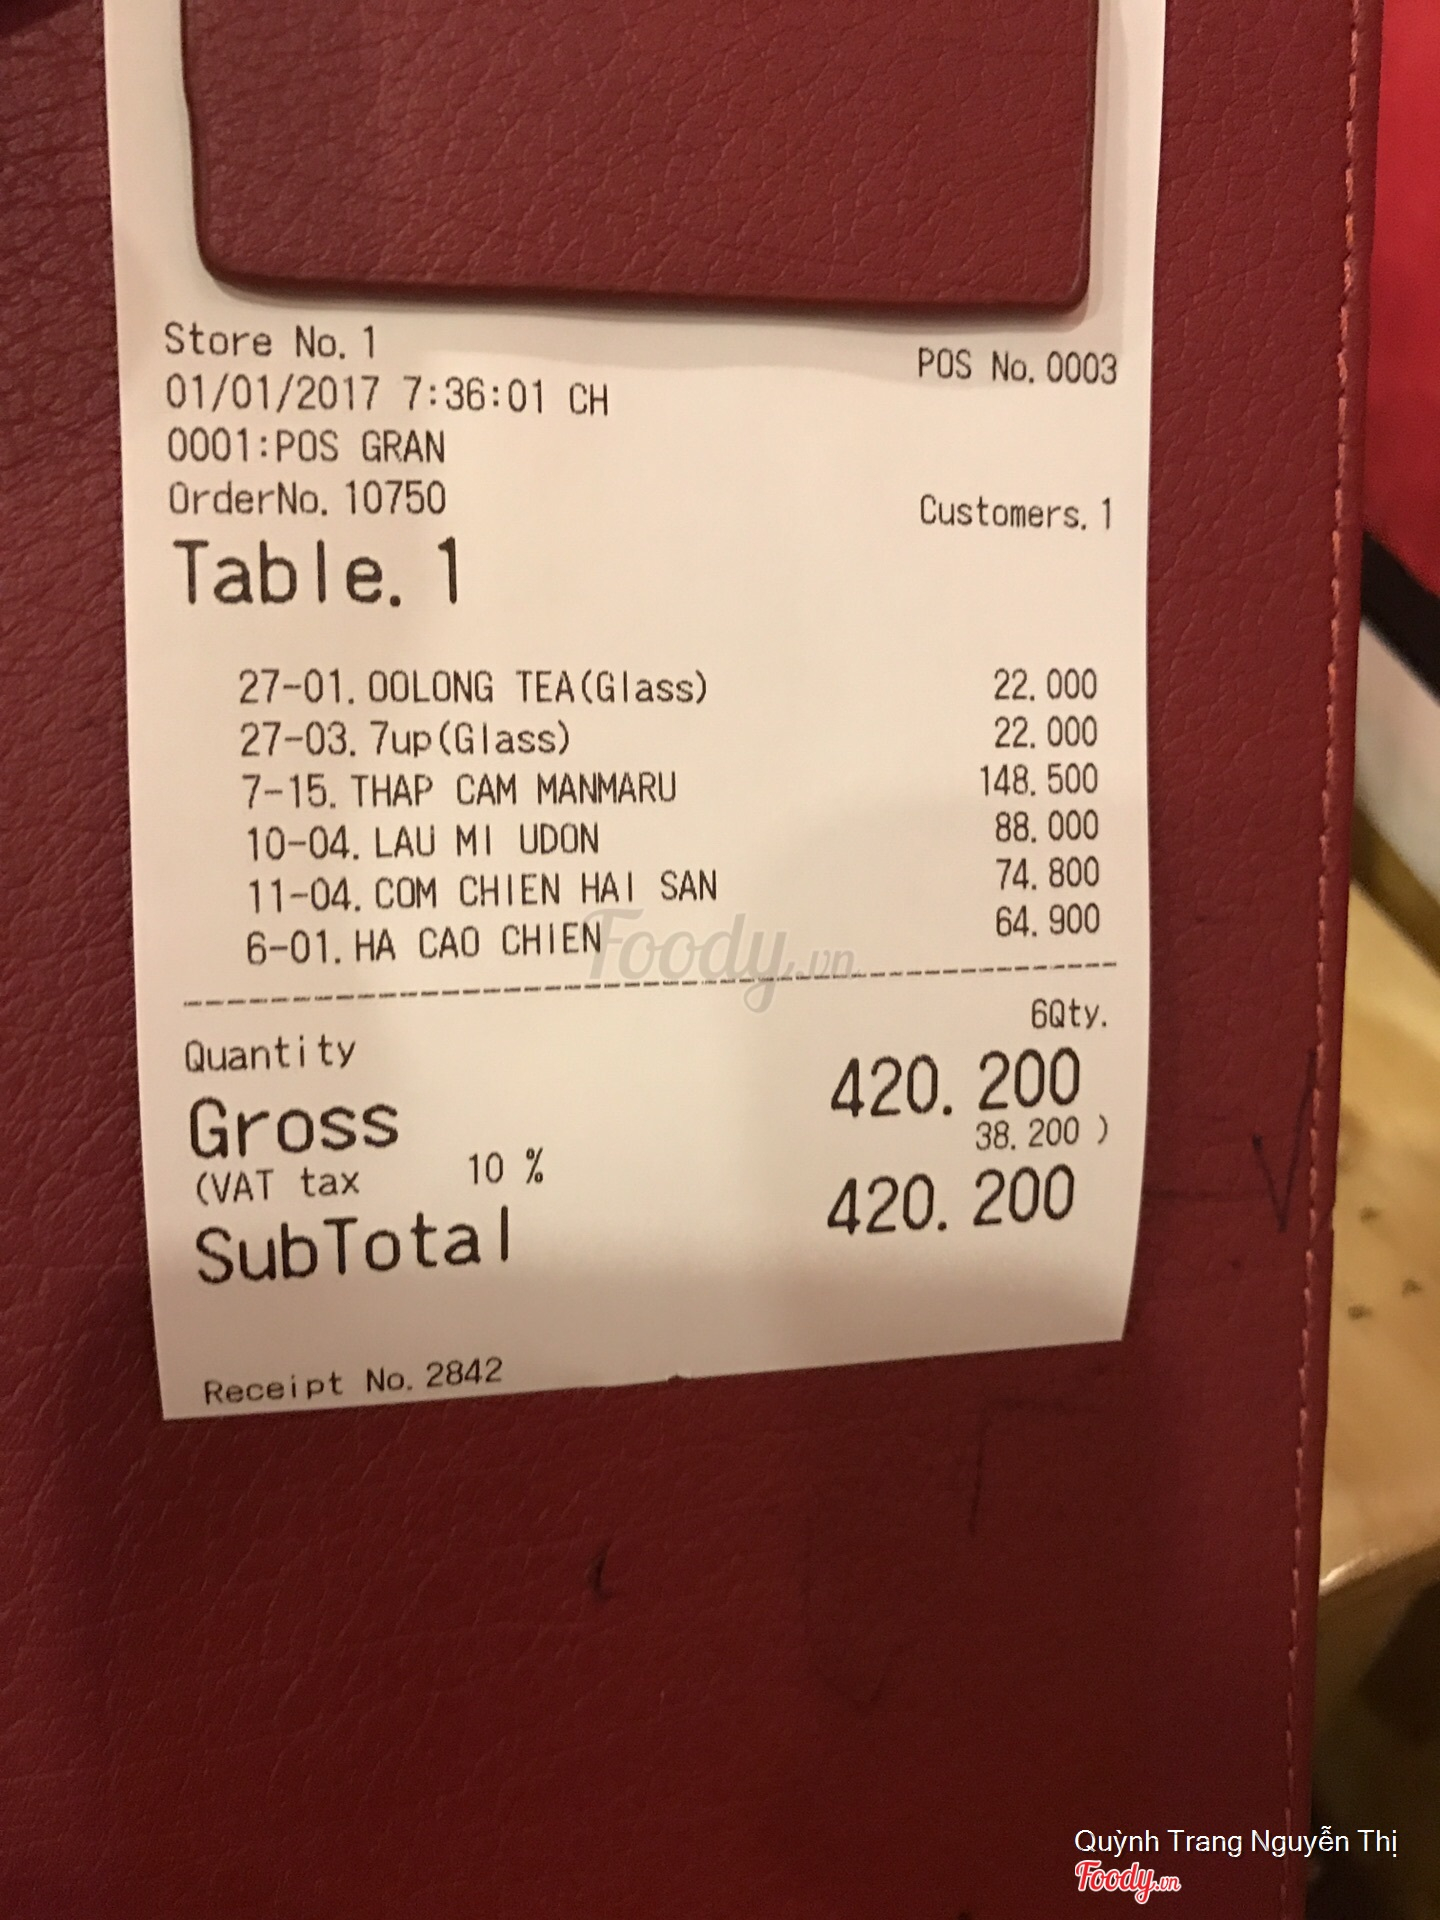 Store No. 1
POS No. 0003
01/01/2017 7:36:01 CH
0001:POS GRAN
OrderNo. 10750
Customers. 1
Table. 1
27-01. OOLONG TEA(Glass) 22. 000
27-03. 7up(Glass) 22. 000
7-15. THAP CAM MANMARU 148. 500
10-04. LAU MI UDON 88. 000
11-04. COM CHIEN HAI SAN 74. 800
6-01. HA CAO CHIEN 64. 900
Foody.vn
Quantity 6Qty.
Gross 420. 200
(VAT tax 10 % 38. 200 )
SubTotal 420. 200
Receipt No. 2842
Quỳnh Trang Nguyễn Thị
Foody.vn